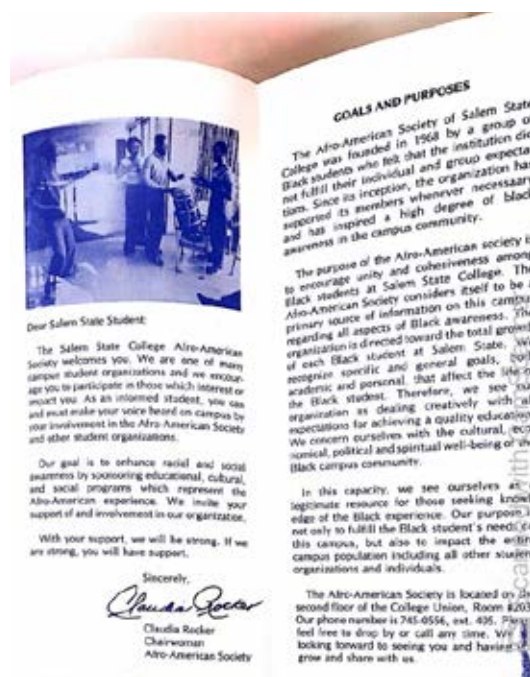 Dear Salem State Student:
The Salem State College Afro-American
Society welcomes you. We are one of many
campus student organizations and we encour-
age you to participate in those which interest or
impact you. As an informed student, you can
and must make your voice heard on campus by
your involvement in the Afro-American Society
and other student organizations.
Our goal is to enhance racial and social
awareness by sponsoring educational, cultural,
and social programs which represent the
Afro-American experience. We invite your
support of and involvement in our organization.
With your support, we will be strong. If we
are strong, you will have support.
Sincerely,
Claudia Rocker
Claudia Rocker
Chairwoman
Afro-American Society
GOALS AND PURPOSES
The Afro-American Society of Salem State
College was founded in 1968 by a group of
Black students who felt that the institution did
not fulfill their individual and group expecta-
tions. Since its inception, the organization has
supported its members whenever necessary
and has inspired a high degree of black
awareness in the campus community.
The purpose of the Afro-American society is
to encourage unity and cohesiveness among
Black students at Salem State College. The
Afro-American Society considers itself to be a
primary source of information on this campus
regarding all aspects of Black awareness. The
organization is directed toward the total growth
of each Black student at Salem State. We
recognize specific and general goals, both
academic and personal, that affect the life of
the Black student. Therefore, we see
organization as dealing creatively with
expectations for achieving a quality education.
We concern ourselves with the cultural, eco-
nomical, political and spiritual well-being of the
Black campus community.
In this capacity, we see ourselves as
legitimate resource for those seeking knowl-
edge of the Black experience. Our purpose
not only to fulfill the Black student's needs
this campus, but also to impact the entire
campus population including all other student
organizations and individuals.
The Afro-American Society is located on the
second floor of the College Union, Room #203
Our phone number is 745-0556, ext. 405. Please
feel free to drop by or call any time. We
looking forward to seeing you and having
grow and share with us.